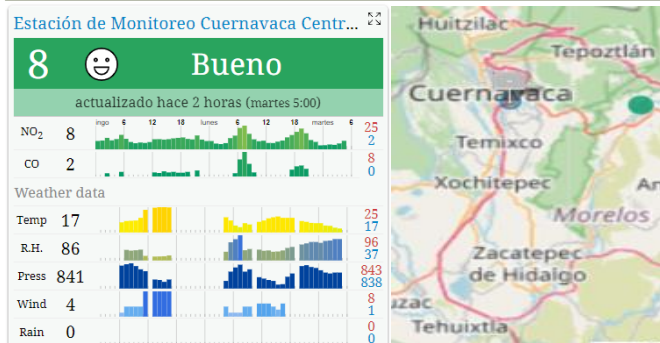 Estación de Monitoreo Cuernavaca Centr...
8 Bueno
actualizado hace 2 horas (martes 5:00)
ingo 6 12 18 lunes 6 12 18 martes 6
NO2 8 25 2
CO 2 8 0
Weather data
Temp 17 25 17
R.H. 86 96 37
Press 841 843 838
Wind 4 8 1
Rain 0 0 0
Huitzilac
Tepoztlán
Cuernavaca
Temixco
Xochitepec
Morelos
Zacatepec
de Hidalgo
uzac
Tehuixtla